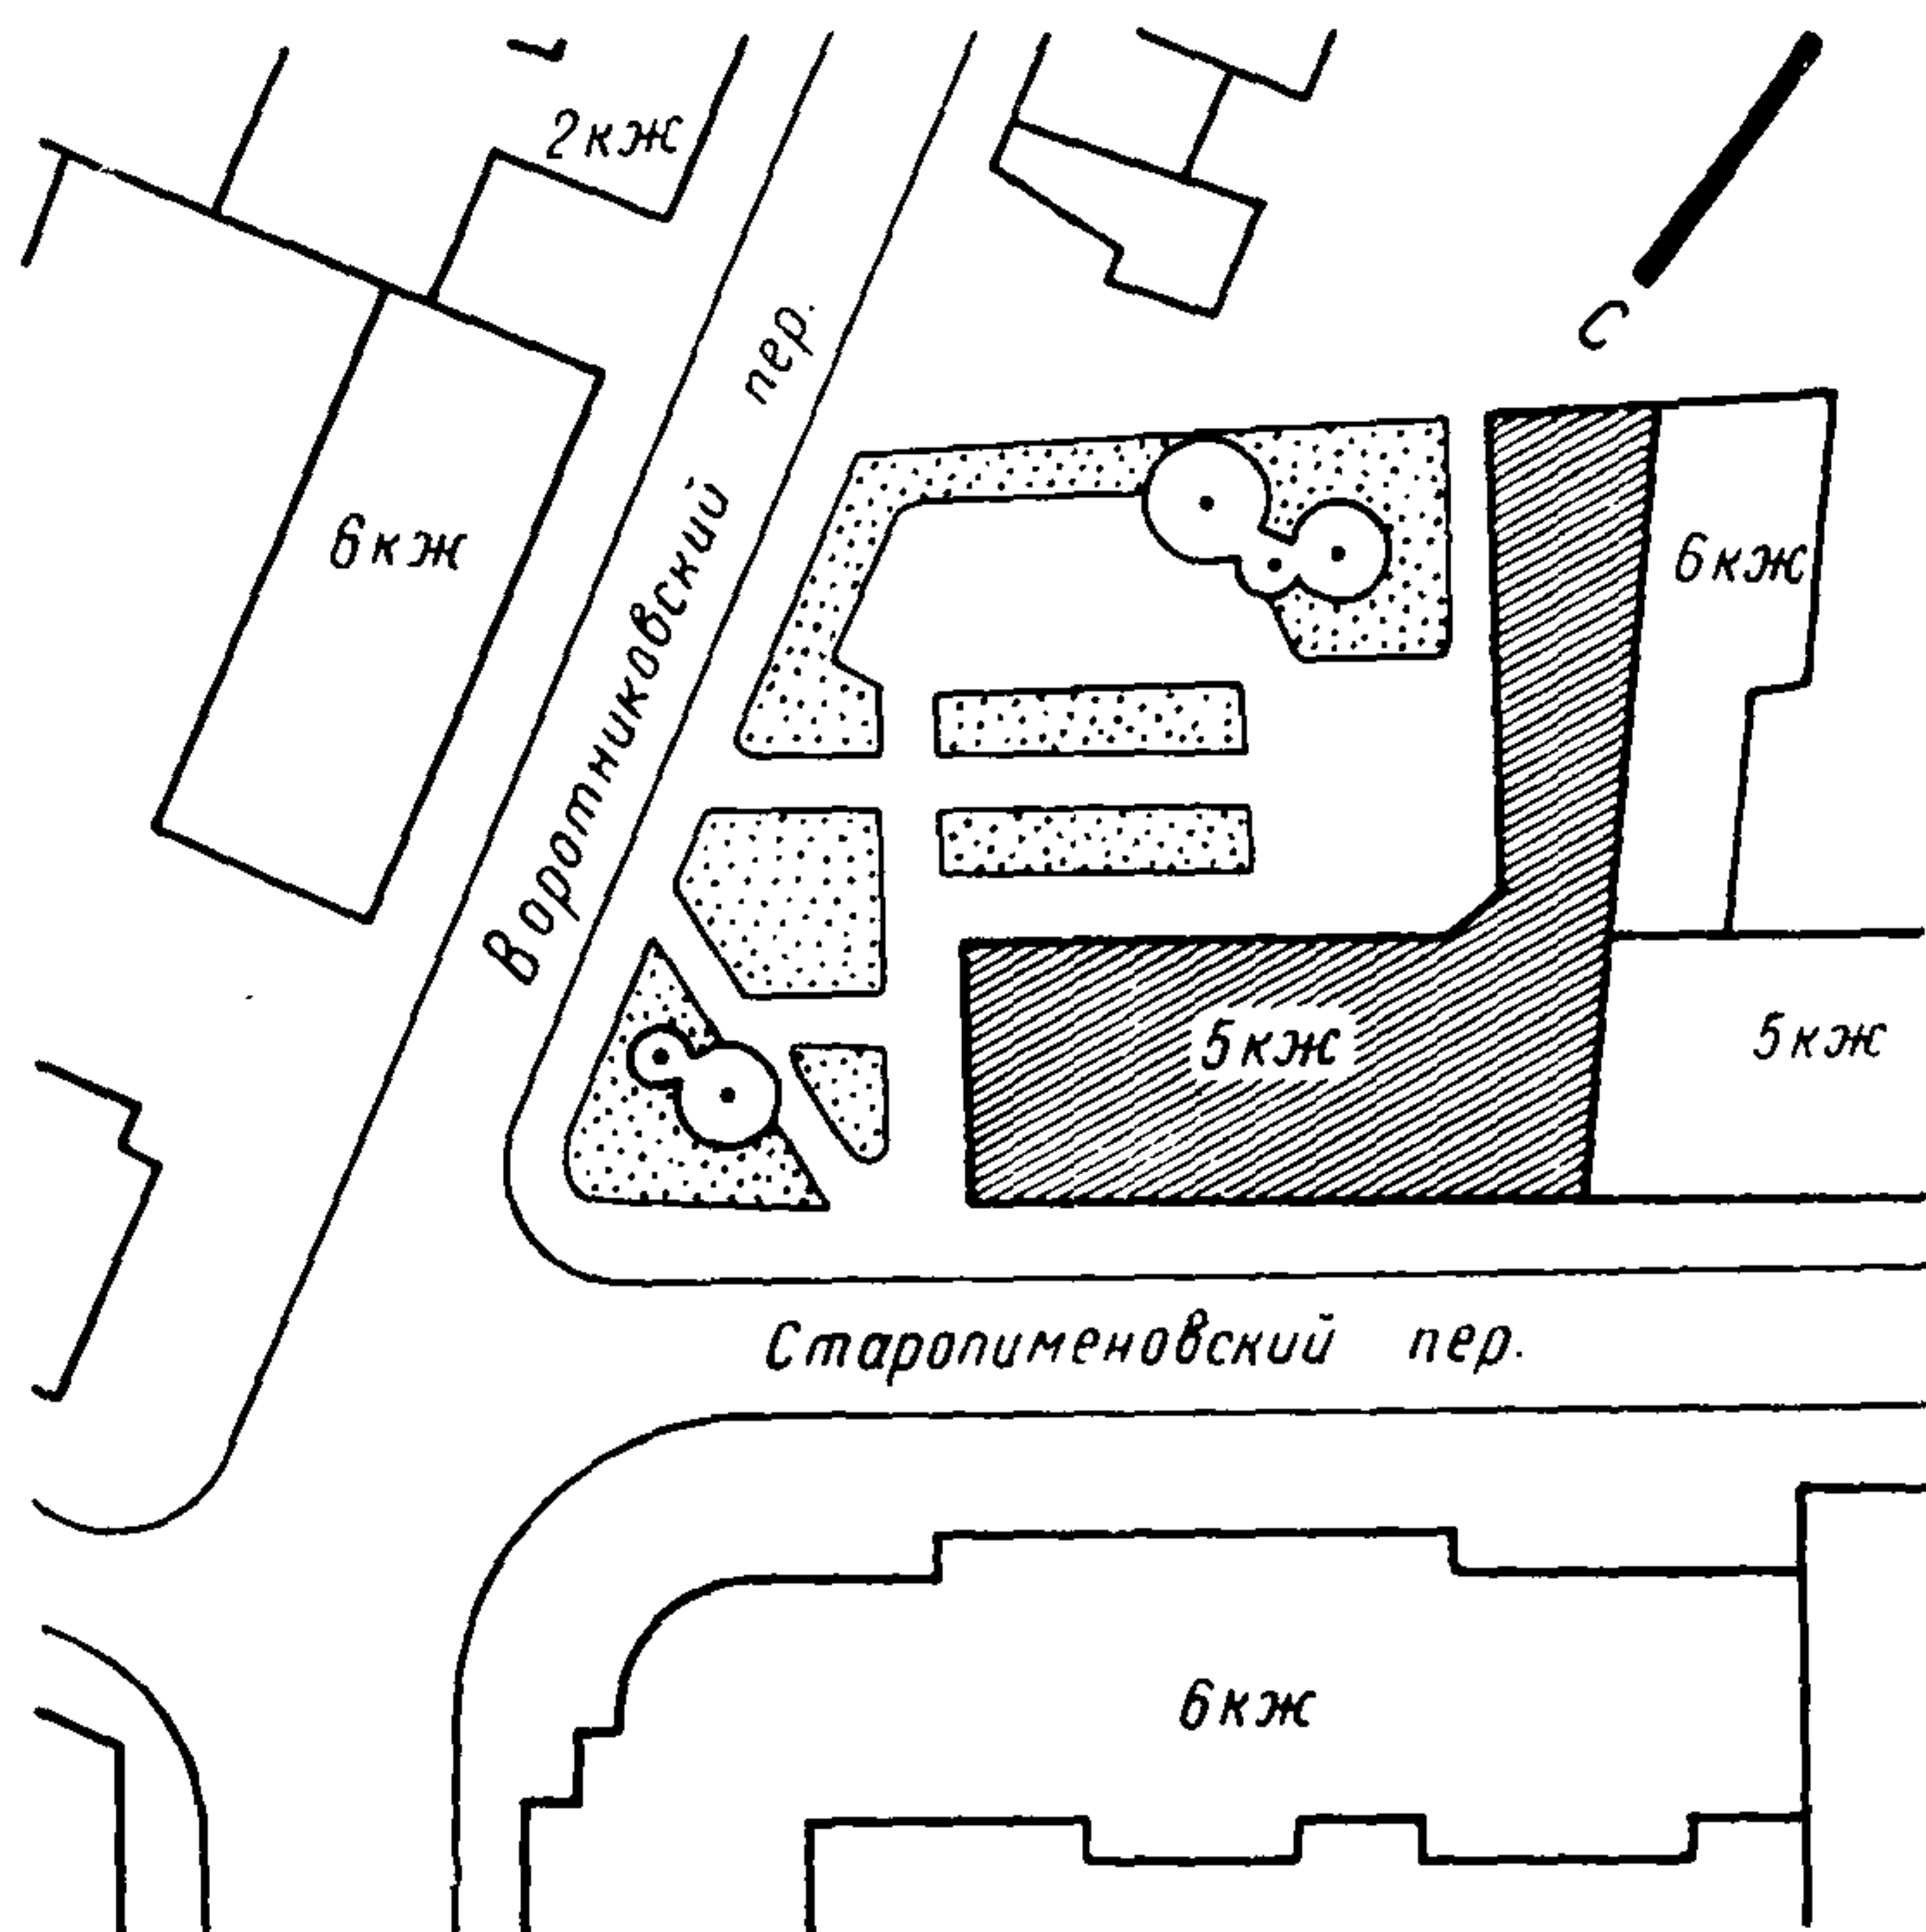 2кж
С
Воротниковский пер.
6кж
6кж
5кж
5кж
Старопименовский пер.
6кж